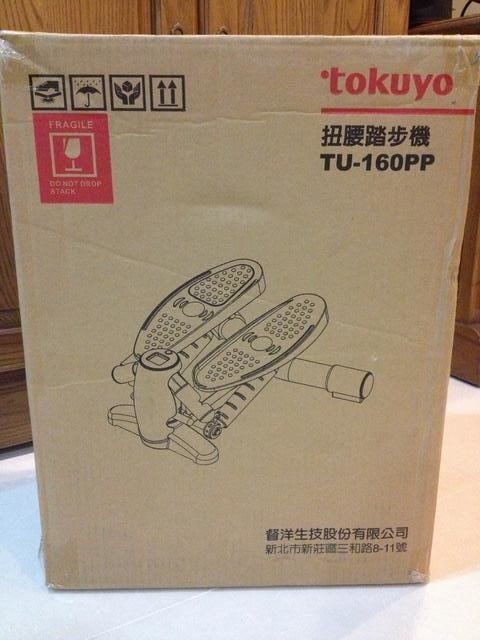 tokuyo
扭腰踏步機
TU-160PP
FRAGILE
DO NOT DROP
STACK
督洋生技股份有限公司
新北市新莊區三和路8-11號